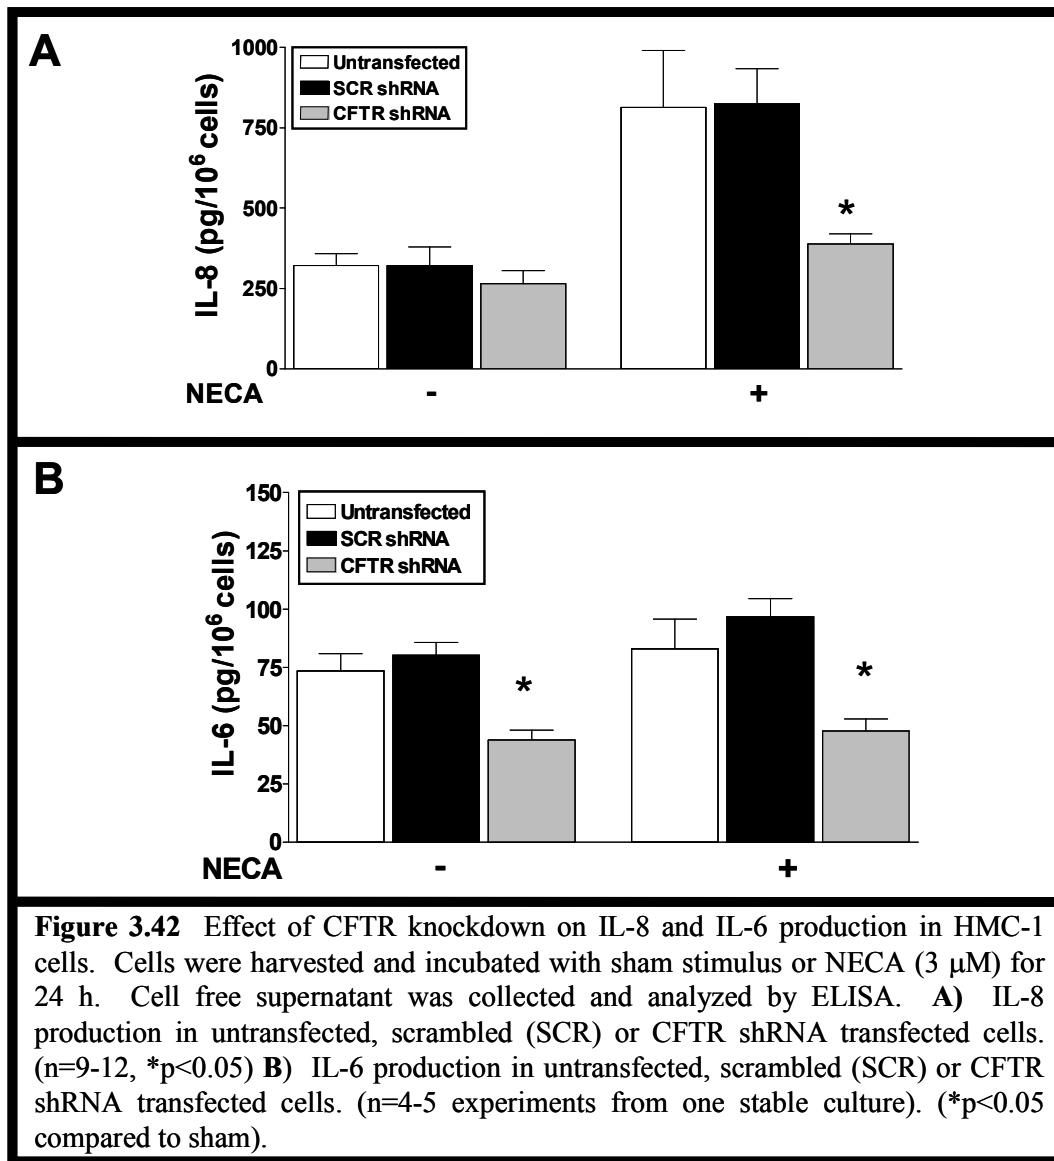 A
1000
750
500
250
0
IL-8 (pg/10⁶ cells)
Untransfected
SCR shRNA
CFTR shRNA
*
NECA - +
B
150
125
100
75
50
25
0
IL-6 (pg/10⁶ cells)
Untransfected
SCR shRNA
CFTR shRNA
* *
NECA - +
Figure 3.42 Effect of CFTR knockdown on IL-8 and IL-6 production in HMC-1
cells. Cells were harvested and incubated with sham stimulus or NECA (3 μM) for
24 h. Cell free supernatant was collected and analyzed by ELISA. A) IL-8
production in untransfected, scrambled (SCR) or CFTR shRNA transfected cells.
(n=9-12, *p<0.05) B) IL-6 production in untransfected, scrambled (SCR) or CFTR
shRNA transfected cells. (n=4-5 experiments from one stable culture). (*p<0.05
compared to sham).